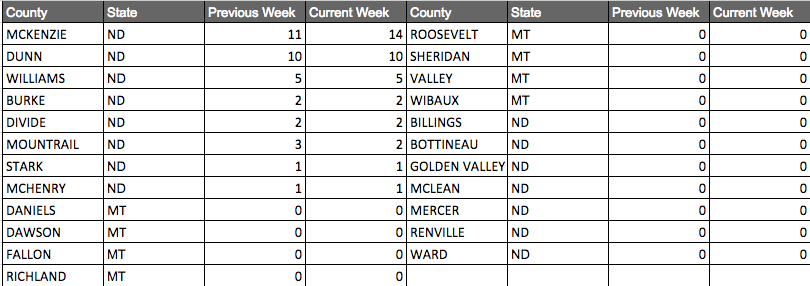 County State Previous Week Current Week County State Previous Week Current Week
MCKENZIE ND 11 14 ROOSEVELT MT 0 0
DUNN ND 10 10 SHERIDAN MT 0 0
WILLIAMS ND 5 5 VALLEY MT 0 0
BURKE ND 2 2 WIBAUX MT 0 0
DIVIDE ND 2 2 BILLINGS ND 0 0
MOUNTRAIL ND 3 2 BOTTINEAU ND 0 0
STARK ND 1 1 GOLDEN VALLEY ND 0 0
MCHENRY ND 1 1 MCLEAN ND 0 0
DANIELS MT 0 0 MERCER ND 0 0
DAWSON MT 0 0 RENVILLE ND 0 0
FALLON MT 0 0 WARD ND 0 0
RICHLAND MT 0 0